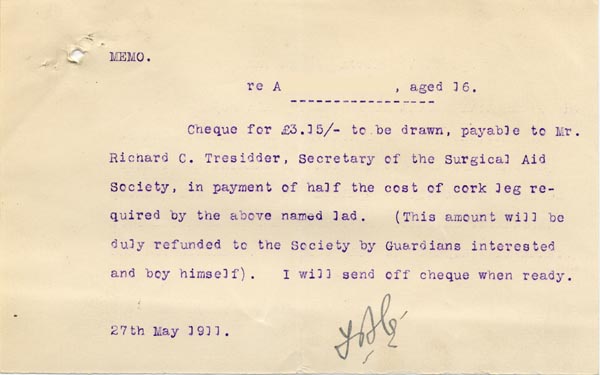 MEMO.
re A , aged 16.
Cheque for £3.15/- to be drawn, payable to Mr.
Richard C. Tresidder, Secretary of the Surgical Aid
Society, in payment of half the cost of cork leg re-
quired by the above named lad. (This amount will be
duly refunded to the Society by Guardians interested
and boy himself). I will send off cheque when ready.
27th May 1911.